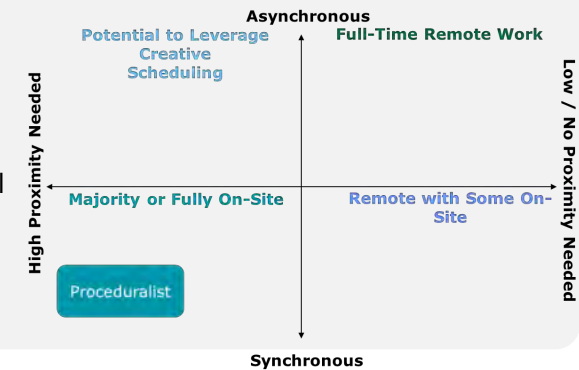 Asynchronous
Potential to Leverage
Creative
Scheduling
Full-Time Remote Work
High Proximity Needed
Low / No Proximity Needed
Majority or Fully On-Site
Remote with Some On-
Site
Proceduralist
Synchronous